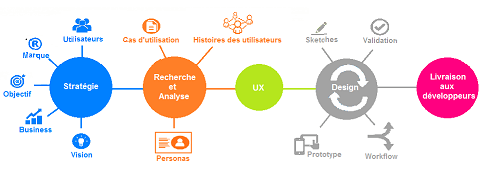 Utilisateurs
Cas d'utilisation
Histoires des utilisateurs
Sketches
Validation
R
Marque
Objectif
Stratégie
Recherche
et
Analyse
UX
Design
Livraison
aux
développeurs
Business
Vision
Personas
Prototype
Workflow